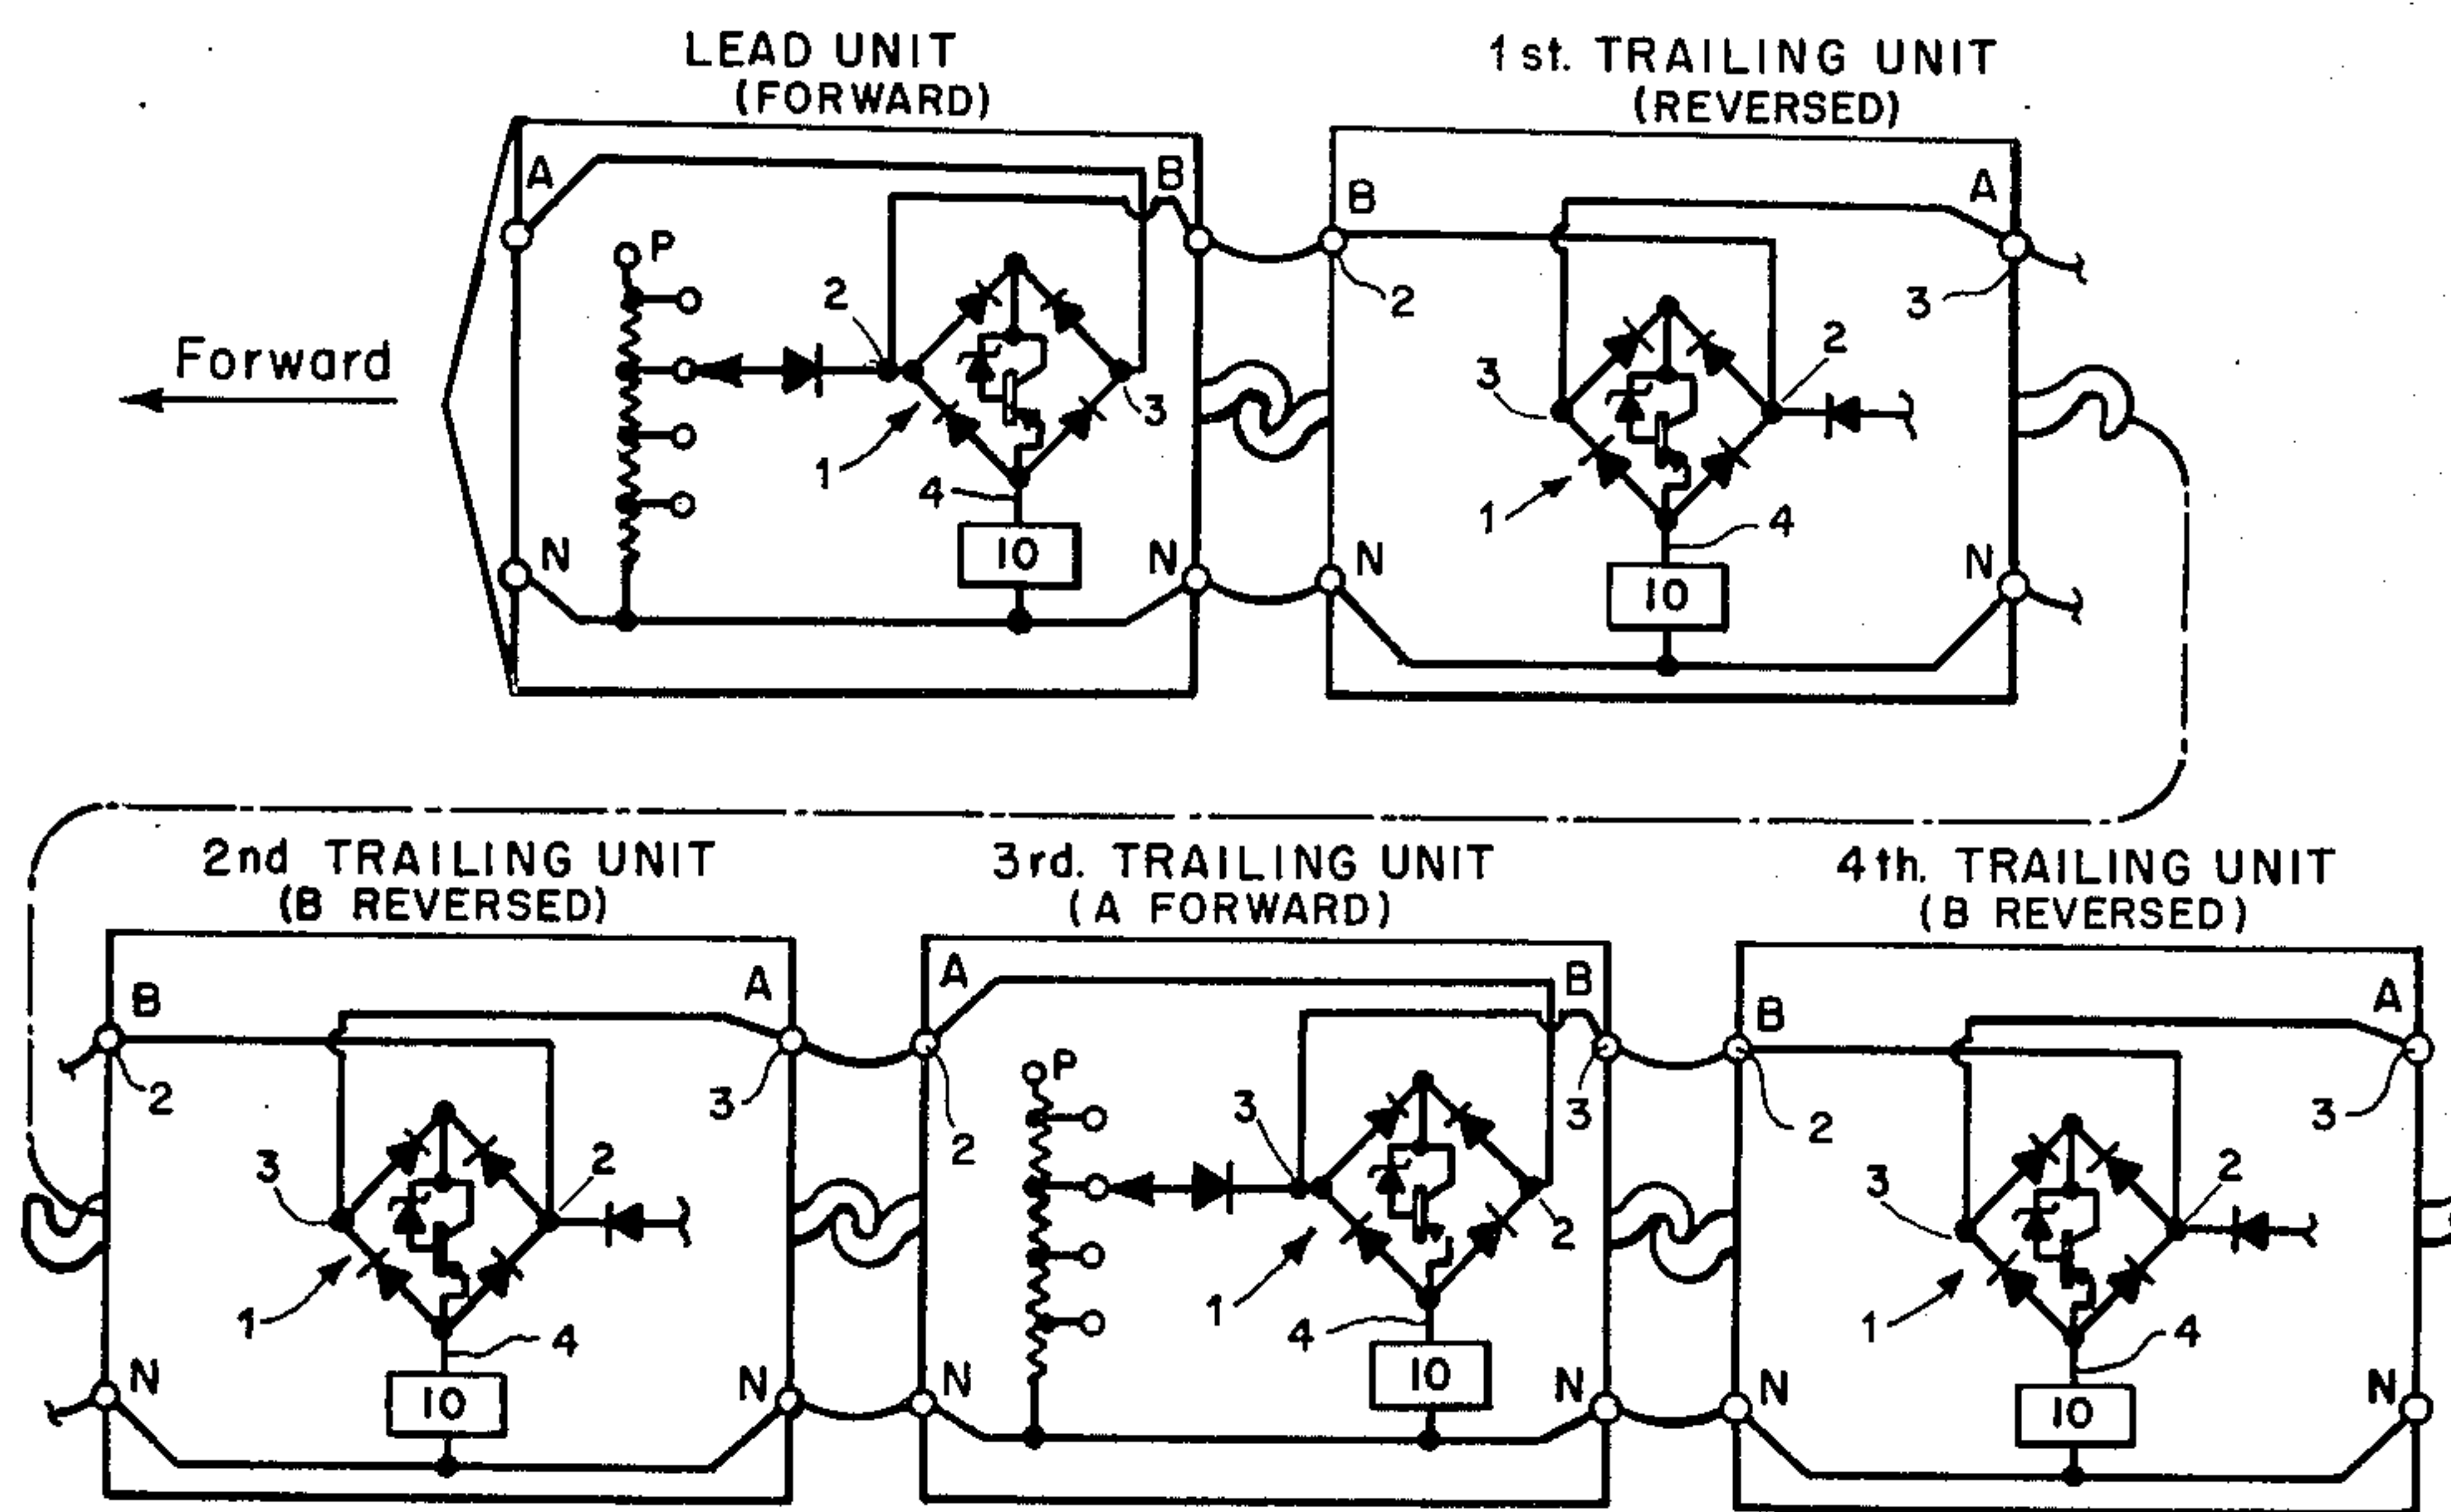 LEAD UNIT
(FORWARD)
1st. TRAILING UNIT
(REVERSED)
A
B
B
A
P
2
2
3
Forward
2
3
3
1
4
1
4
N
10
N
N
10
N
2nd TRAILING UNIT
(B REVERSED)
3rd. TRAILING UNIT
(A FORWARD)
4th. TRAILING UNIT
(B REVERSED)
B
A
A
B
B
A
P
2
3
2
3
3
2
3
3
2
2
3
2
1
4
1
4
1
4
N
10
N
N
10
N
N
10
N